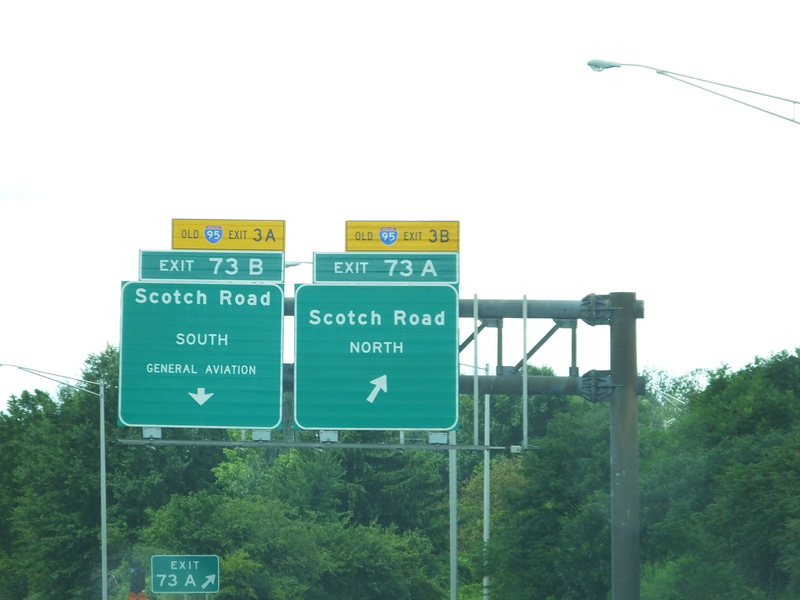 OLD 95 EXIT 3A
EXIT 73 B
Scotch Road
SOUTH
GENERAL AVIATION
OLD 95 EXIT 3B
EXIT 73 A
Scotch Road
NORTH
EXIT
73 A